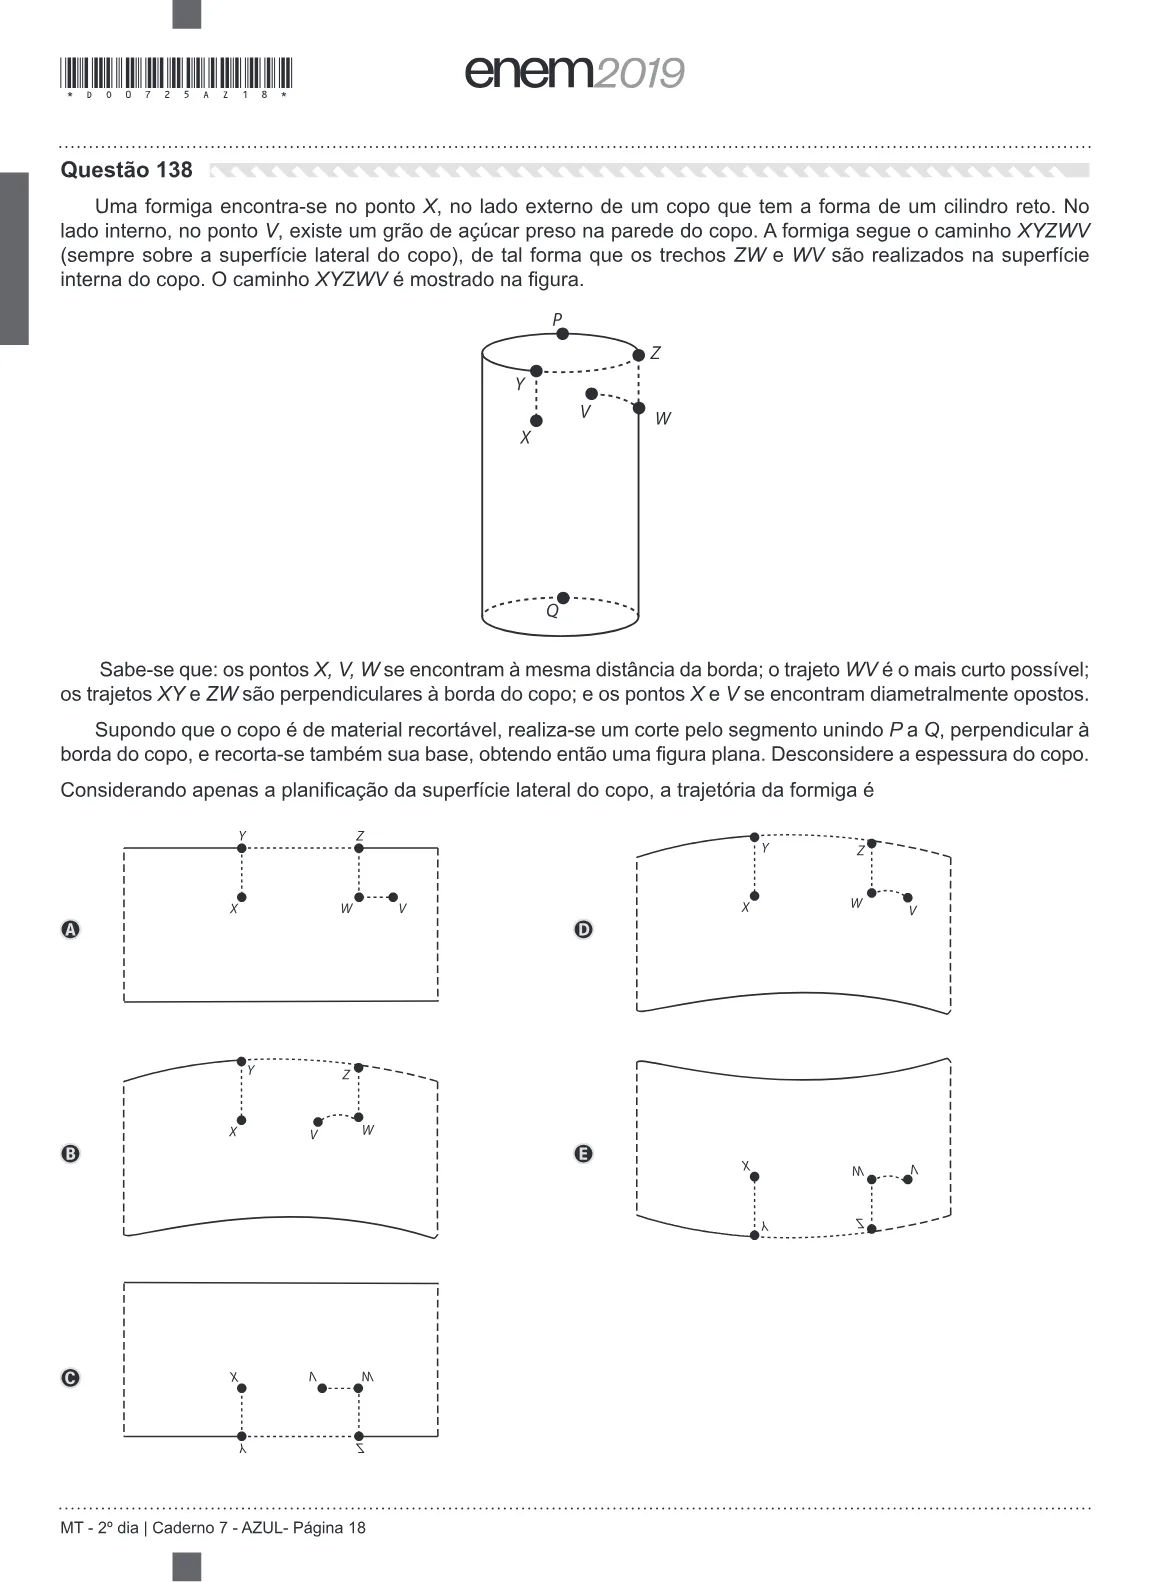 *D00725AZ18*
enem2019
Questão 138
Uma formiga encontra-se no ponto X, no lado externo de um copo que tem a forma de um cilindro reto. No
lado interno, no ponto V, existe um grão de açúcar preso na parede do copo. A formiga segue o caminho XYZWV
(sempre sobre a superfície lateral do copo), de tal forma que os trechos ZW e WV são realizados na superfície
interna do copo. O caminho XYZWV é mostrado na figura.
P
Z
Y
V
W
X
Q
Sabe-se que: os pontos X, V, W se encontram à mesma distância da borda; o trajeto WV é o mais curto possível;
os trajetos XY e ZW são perpendiculares à borda do copo; e os pontos X e V se encontram diametralmente opostos.
Supondo que o copo é de material recortável, realiza-se um corte pelo segmento unindo P a Q, perpendicular à
borda do copo, e recorta-se também sua base, obtendo então uma figura plana. Desconsidere a espessura do copo.
Considerando apenas a planificação da superfície lateral do copo, a trajetória da formiga é
A
Y Z
X W V
B
Y Z
X V W
C
X V W
Y Z
D
Y Z
X W V
E
X W V
Y Z
MT - 2º dia | Caderno 7 - AZUL- Página 18